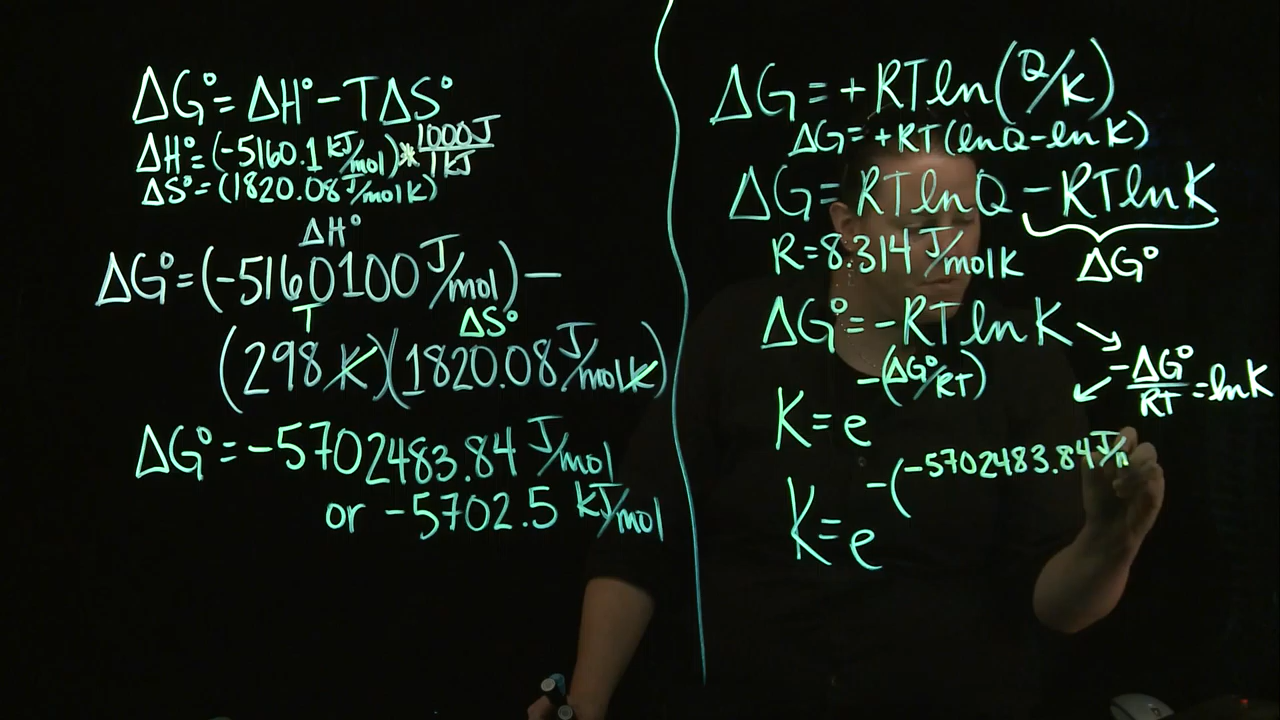 ΔG°=ΔH°-TΔS°
ΔH°=(-5160.1 kJ/mol)*1000J/1kJ
ΔS°=(1820.08 J/molK)
ΔH°
ΔG°=(-5160100 J/mol)-
T ΔS°
(298K)(1820.08 J/molK)
ΔG°=-5702483.84 J/mol
or -5702.5 kJ/mol
ΔG=+RTln(Q/K)
ΔG=+RT(lnQ-lnK)
ΔG=RTlnQ-RTlnK
R=8.314 J/molK
ΔG°
ΔG°=-RTlnK
-ΔG°/RT=lnK
K=e^-(ΔG°/RT)
K=e^-(-5702483.84 J/n